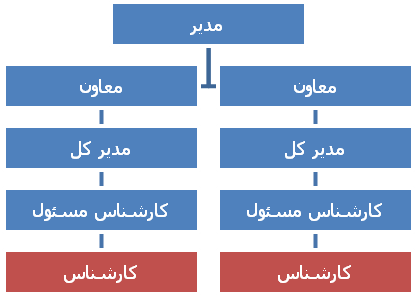 مدیر
معاون
معاون
مدیر کل
مدیر کل
کارشناس مسئول
کارشناس مسئول
کارشناس
کارشناس